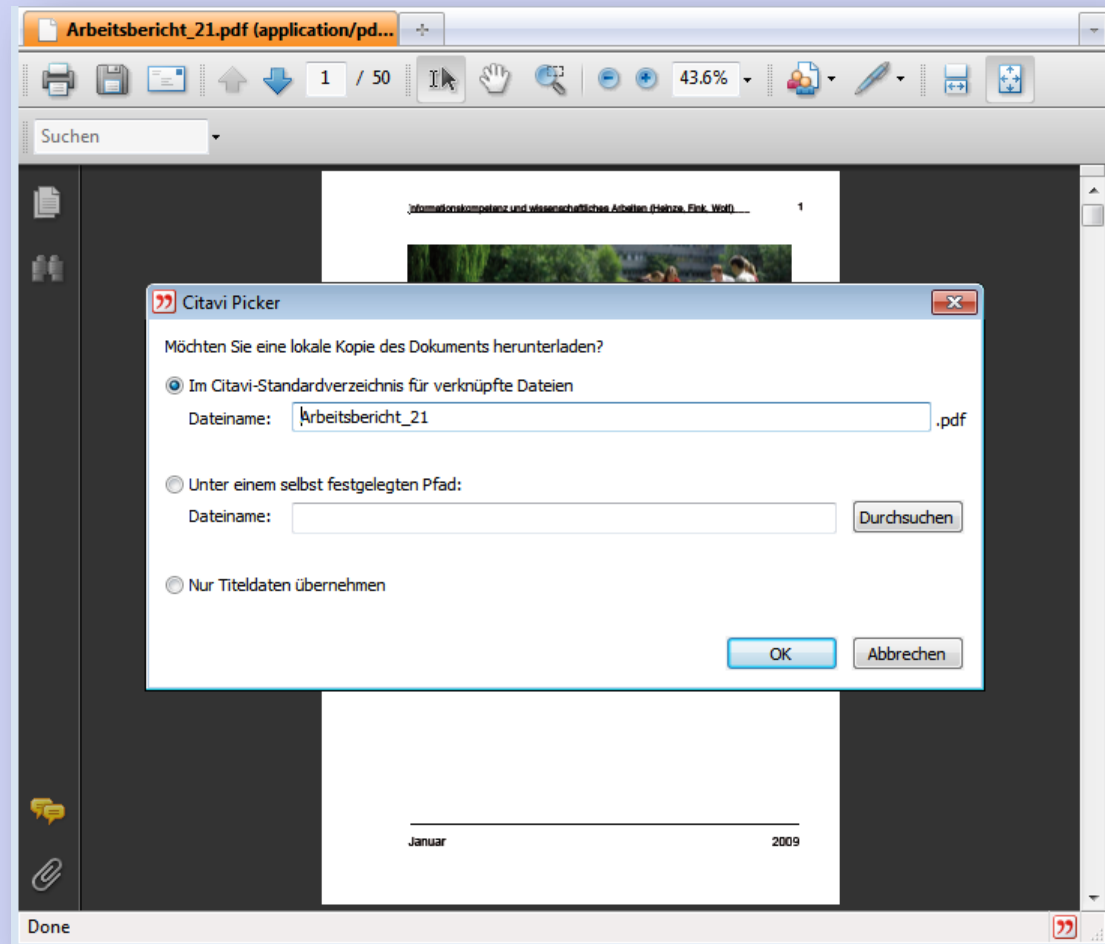 Arbeitsbericht_21.pdf (application/pd...
1 / 50 43.6%
Suchen
Informationskompetenz und wissenschaftliches Arbeiten (Heinze, Fink, Wolf) 1
Citavi Picker
Möchten Sie eine lokale Kopie des Dokuments herunterladen?
Im Citavi-Standardverzeichnis für verknüpfte Dateien
Dateiname: Arbeitsbericht_21 .pdf
Unter einem selbst festgelegten Pfad:
Dateiname: Durchsuchen
Nur Titeldaten übernehmen
OK Abbrechen
Januar 2009
Done